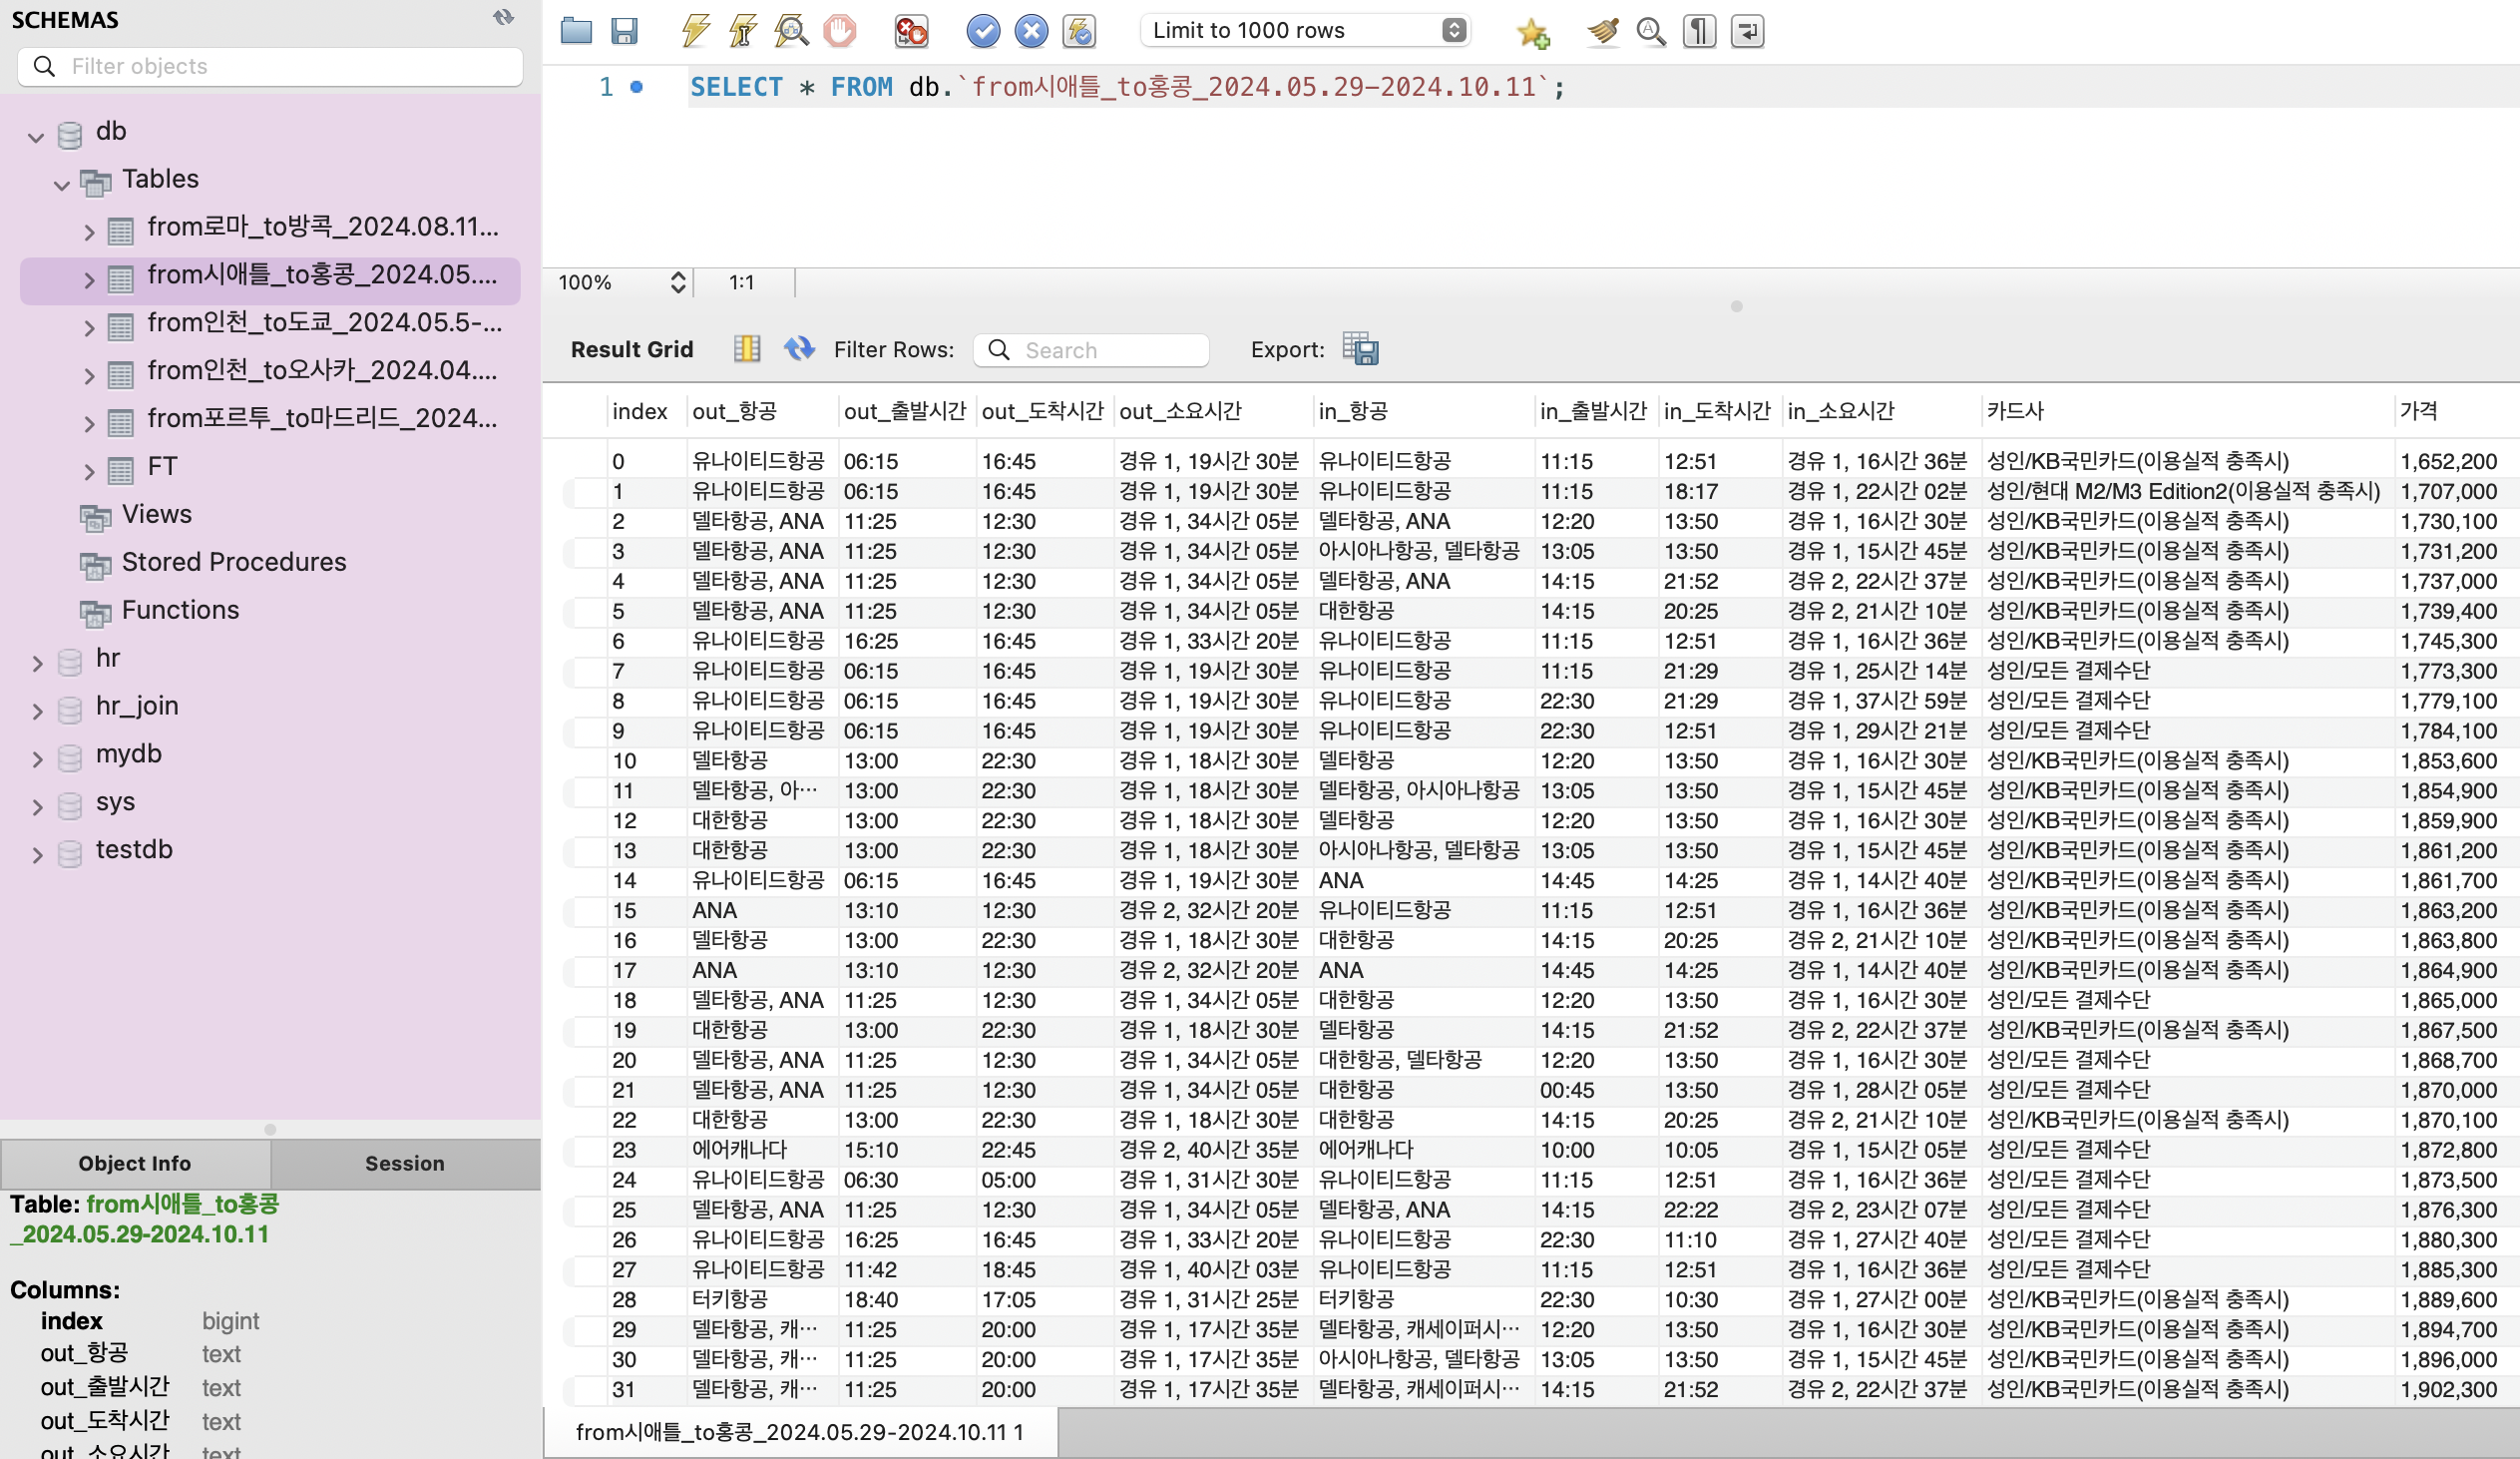 SCHEMAS
Filter objects
db
Tables
from로마_to방콕_2024.08.11...
from시애틀_to홍콩_2024.05....
from인천_to도쿄_2024.05.5-...
from인천_to오사카_2024.04....
from포르투_to마드리드_2024...
FT
Views
Stored Procedures
Functions
hr
hr_join
mydb
sys
testdb
Object Info Session
Table: from시애틀_to홍콩
_2024.05.29-2024.10.11
Columns:
index bigint
out_항공 text
out_출발시간 text
out_도착시간 text
out_소요시간 text
Limit to 1000 rows
1 SELECT * FROM db.`from시애틀_to홍콩_2024.05.29-2024.10.11`;
100% 1:1
Result Grid Filter Rows: Search Export:
index out_항공 out_출발시간 out_도착시간 out_소요시간 in_항공 in_출발시간 in_도착시간 in_소요시간 카드사 가격
0 유나이티드항공 06:15 16:45 경유 1, 19시간 30분 유나이티드항공 11:15 12:51 경유 1, 16시간 36분 성인/KB국민카드(이용실적 충족시) 1,652,200
1 유나이티드항공 06:15 16:45 경유 1, 19시간 30분 유나이티드항공 11:15 18:17 경유 1, 22시간 02분 성인/현대 M2/M3 Edition2(이용실적 충족시) 1,707,000
2 델타항공, ANA 11:25 12:30 경유 1, 34시간 05분 델타항공, ANA 12:20 13:50 경유 1, 16시간 30분 성인/KB국민카드(이용실적 충족시) 1,730,100
3 델타항공, ANA 11:25 12:30 경유 1, 34시간 05분 아시아나항공, 델타항공 13:05 13:50 경유 1, 15시간 45분 성인/KB국민카드(이용실적 충족시) 1,731,200
4 델타항공, ANA 11:25 12:30 경유 1, 34시간 05분 델타항공, ANA 14:15 21:52 경유 2, 22시간 37분 성인/KB국민카드(이용실적 충족시) 1,737,000
5 델타항공, ANA 11:25 12:30 경유 1, 34시간 05분 대한항공 14:15 20:25 경유 2, 21시간 10분 성인/KB국민카드(이용실적 충족시) 1,739,400
6 유나이티드항공 16:25 16:45 경유 1, 33시간 20분 유나이티드항공 11:15 12:51 경유 1, 16시간 36분 성인/KB국민카드(이용실적 충족시) 1,745,300
7 유나이티드항공 06:15 16:45 경유 1, 19시간 30분 유나이티드항공 11:15 21:29 경유 1, 25시간 14분 성인/모든 결제수단 1,773,300
8 유나이티드항공 06:15 16:45 경유 1, 19시간 30분 유나이티드항공 22:30 21:29 경유 1, 37시간 59분 성인/모든 결제수단 1,779,100
9 유나이티드항공 06:15 16:45 경유 1, 19시간 30분 유나이티드항공 22:30 12:51 경유 1, 29시간 21분 성인/모든 결제수단 1,784,100
10 델타항공 13:00 22:30 경유 1, 18시간 30분 델타항공 12:20 13:50 경유 1, 16시간 30분 성인/KB국민카드(이용실적 충족시) 1,853,600
11 델타항공, 아… 13:00 22:30 경유 1, 18시간 30분 델타항공, 아시아나항공 13:05 13:50 경유 1, 15시간 45분 성인/KB국민카드(이용실적 충족시) 1,854,900
12 대한항공 13:00 22:30 경유 1, 18시간 30분 델타항공 12:20 13:50 경유 1, 16시간 30분 성인/KB국민카드(이용실적 충족시) 1,859,900
13 대한항공 13:00 22:30 경유 1, 18시간 30분 아시아나항공, 델타항공 13:05 13:50 경유 1, 15시간 45분 성인/KB국민카드(이용실적 충족시) 1,861,200
14 유나이티드항공 06:15 16:45 경유 1, 19시간 30분 ANA 14:45 14:25 경유 1, 14시간 40분 성인/KB국민카드(이용실적 충족시) 1,861,700
15 ANA 13:10 12:30 경유 2, 32시간 20분 유나이티드항공 11:15 12:51 경유 1, 16시간 36분 성인/KB국민카드(이용실적 충족시) 1,863,200
16 델타항공 13:00 22:30 경유 1, 18시간 30분 대한항공 14:15 20:25 경유 2, 21시간 10분 성인/KB국민카드(이용실적 충족시) 1,863,800
17 ANA 13:10 12:30 경유 2, 32시간 20분 ANA 14:45 14:25 경유 1, 14시간 40분 성인/KB국민카드(이용실적 충족시) 1,864,900
18 델타항공, ANA 11:25 12:30 경유 1, 34시간 05분 대한항공 12:20 13:50 경유 1, 16시간 30분 성인/모든 결제수단 1,865,000
19 대한항공 13:00 22:30 경유 1, 18시간 30분 델타항공 14:15 21:52 경유 2, 22시간 37분 성인/KB국민카드(이용실적 충족시) 1,867,500
20 델타항공, ANA 11:25 12:30 경유 1, 34시간 05분 대한항공, 델타항공 12:20 13:50 경유 1, 16시간 30분 성인/모든 결제수단 1,868,700
21 델타항공, ANA 11:25 12:30 경유 1, 34시간 05분 대한항공 00:45 13:50 경유 1, 28시간 05분 성인/모든 결제수단 1,870,000
22 대한항공 13:00 22:30 경유 1, 18시간 30분 대한항공 14:15 20:25 경유 2, 21시간 10분 성인/KB국민카드(이용실적 충족시) 1,870,100
23 에어캐나다 15:10 22:45 경유 2, 40시간 35분 에어캐나다 10:00 10:05 경유 1, 15시간 05분 성인/모든 결제수단 1,872,800
24 유나이티드항공 06:30 05:00 경유 1, 31시간 30분 유나이티드항공 11:15 12:51 경유 1, 16시간 36분 성인/모든 결제수단 1,873,500
25 델타항공, ANA 11:25 12:30 경유 1, 34시간 05분 델타항공, ANA 14:15 22:22 경유 2, 23시간 07분 성인/모든 결제수단 1,876,300
26 유나이티드항공 16:25 16:45 경유 1, 33시간 20분 유나이티드항공 22:30 11:10 경유 1, 27시간 40분 성인/모든 결제수단 1,880,300
27 유나이티드항공 11:42 18:45 경유 1, 40시간 03분 유나이티드항공 11:15 12:51 경유 1, 16시간 36분 성인/모든 결제수단 1,885,300
28 터키항공 18:40 17:05 경유 1, 31시간 25분 터키항공 22:30 10:30 경유 1, 27시간 00분 성인/KB국민카드(이용실적 충족시) 1,889,600
29 델타항공, 캐… 11:25 20:00 경유 1, 17시간 35분 델타항공, 캐세이퍼시… 12:20 13:50 경유 1, 16시간 30분 성인/KB국민카드(이용실적 충족시) 1,894,700
30 델타항공, 캐… 11:25 20:00 경유 1, 17시간 35분 아시아나항공, 델타항공 13:05 13:50 경유 1, 15시간 45분 성인/KB국민카드(이용실적 충족시) 1,896,000
31 델타항공, 캐… 11:25 20:00 경유 1, 17시간 35분 델타항공, 캐세이퍼시… 14:15 21:52 경유 2, 22시간 37분 성인/KB국민카드(이용실적 충족시) 1,902,300
from시애틀_to홍콩_2024.05.29-2024.10.11 1